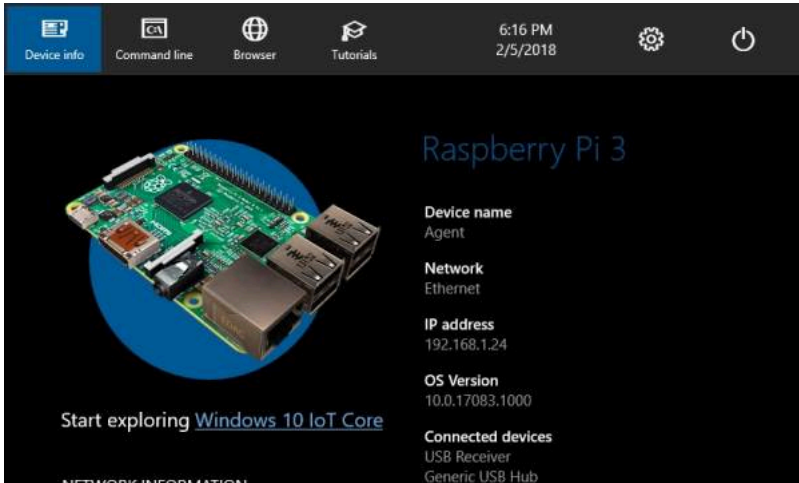 Device info
Command line
Browser
Tutorials
6:16 PM
2/5/2018
Raspberry Pi 3
Device name
Agent
Network
Ethernet
IP address
192.168.1.24
OS Version
10.0.17083.1000
Start exploring Windows 10 IoT Core
Connected devices
USB Receiver
Generic USB Hub
NETWORK INFORMATION